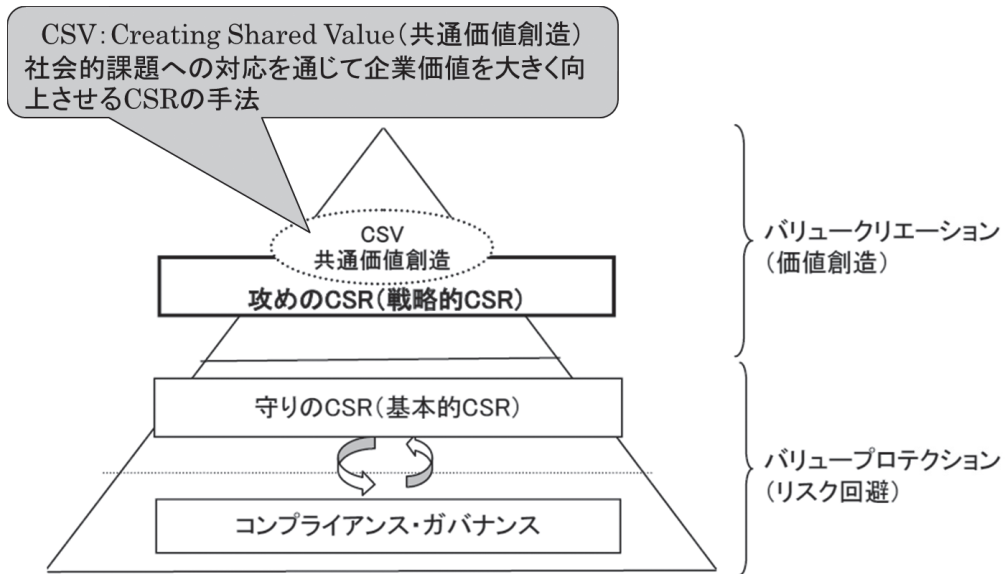 CSV:Creating Shared Value(共通価値創造)
社会的課題への対応を通じて企業価値を大きく向
上させるCSRの手法
CSV
共通価値創造
攻めのCSR(戦略的CSR)
バリュークリエーション
(価値創造)
守りのCSR(基本的CSR)
コンプライアンス・ガバナンス
バリュープロテクション
(リスク回避)